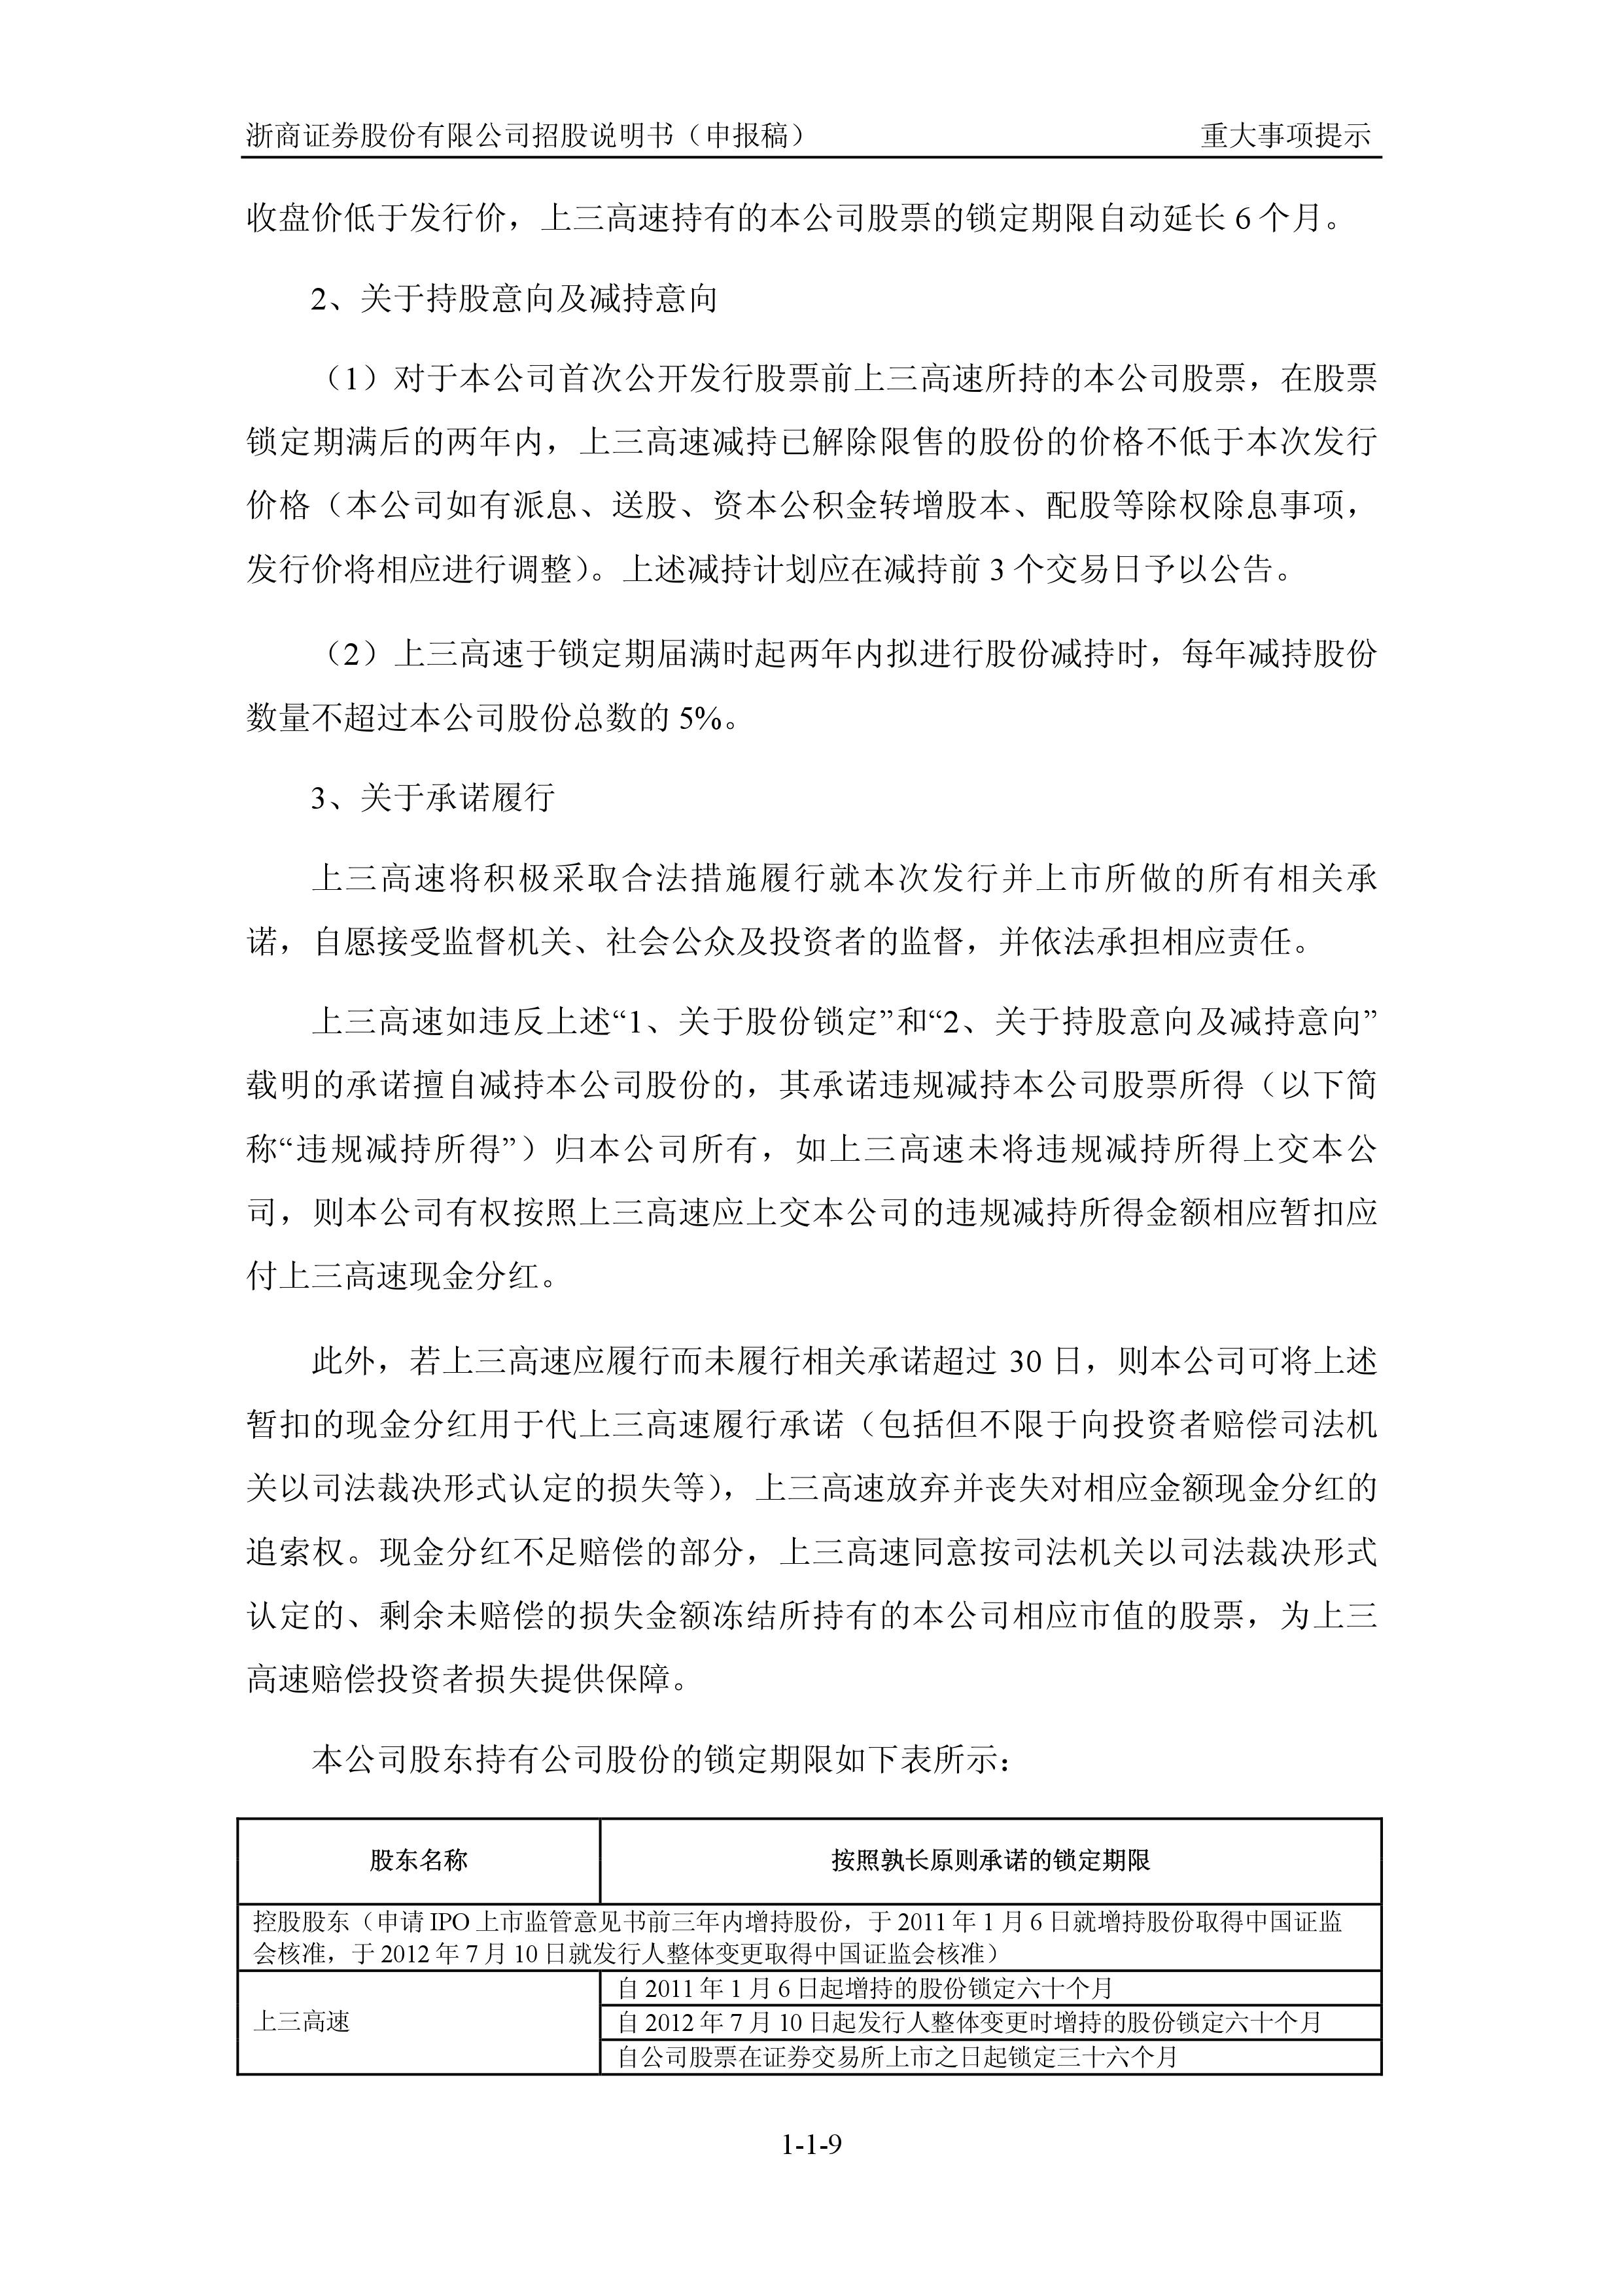 浙商证券股份有限公司招股说明书（申报稿） 重大事项提示
收盘价低于发行价，上三高速持有的本公司股票的锁定期限自动延长 6 个月。
2、关于持股意向及减持意向
（1）对于本公司首次公开发行股票前上三高速所持的本公司股票，在股票
锁定期满后的两年内，上三高速减持已解除限售的股份的价格不低于本次发行
价格（本公司如有派息、送股、资本公积金转增股本、配股等除权除息事项，
发行价将相应进行调整）。上述减持计划应在减持前 3 个交易日予以公告。
（2）上三高速于锁定期届满时起两年内拟进行股份减持时，每年减持股份
数量不超过本公司股份总数的 5%。
3、关于承诺履行
上三高速将积极采取合法措施履行就本次发行并上市所做的所有相关承
诺，自愿接受监督机关、社会公众及投资者的监督，并依法承担相应责任。
上三高速如违反上述“1、关于股份锁定”和“2、关于持股意向及减持意向”
载明的承诺擅自减持本公司股份的，其承诺违规减持本公司股票所得（以下简
称“违规减持所得”）归本公司所有，如上三高速未将违规减持所得上交本公
司，则本公司有权按照上三高速应上交本公司的违规减持所得金额相应暂扣应
付上三高速现金分红。
此外，若上三高速应履行而未履行相关承诺超过 30 日，则本公司可将上述
暂扣的现金分红用于代上三高速履行承诺（包括但不限于向投资者赔偿司法机
关以司法裁决形式认定的损失等），上三高速放弃并丧失对相应金额现金分红的
追索权。现金分红不足赔偿的部分，上三高速同意按司法机关以司法裁决形式
认定的、剩余未赔偿的损失金额冻结所持有的本公司相应市值的股票，为上三
高速赔偿投资者损失提供保障。
本公司股东持有公司股份的锁定期限如下表所示：
股东名称 按照孰长原则承诺的锁定期限
控股股东（申请 IPO 上市监管意见书前三年内增持股份，于 2011 年 1 月 6 日就增持股份取得中国证监
会核准，于 2012 年 7 月 10 日就发行人整体变更取得中国证监会核准）
自 2011 年 1 月 6 日起增持的股份锁定六十个月
上三高速 自 2012 年 7 月 10 日起发行人整体变更时增持的股份锁定六十个月
自公司股票在证券交易所上市之日起锁定三十六个月
1-1-9